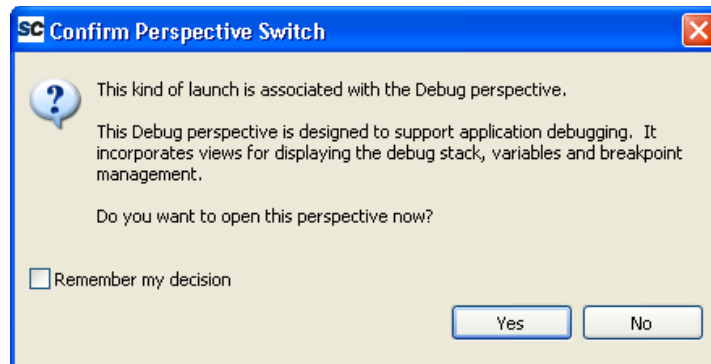 SC Confirm Perspective Switch
This kind of launch is associated with the Debug perspective.
This Debug perspective is designed to support application debugging. It
incorporates views for displaying the debug stack, variables and breakpoint
management.
Do you want to open this perspective now?
Remember my decision
Yes No